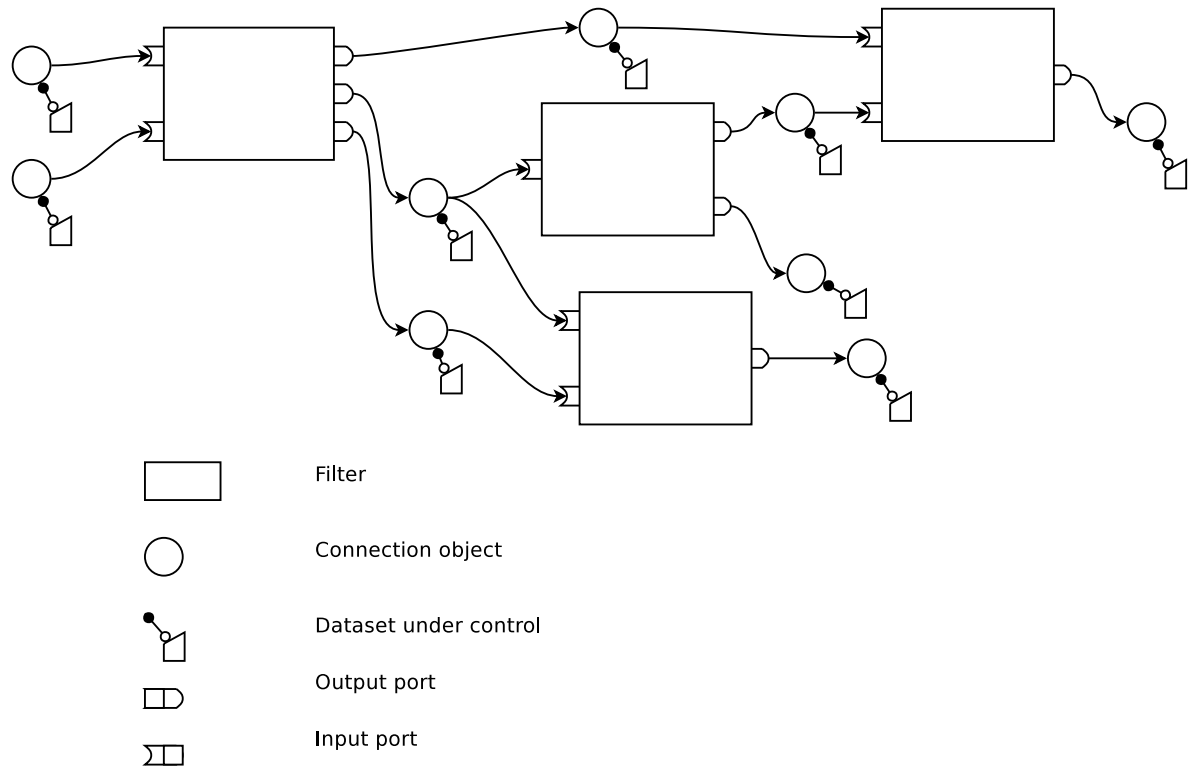 Filter
Connection object
Dataset under control
Output port
Input port